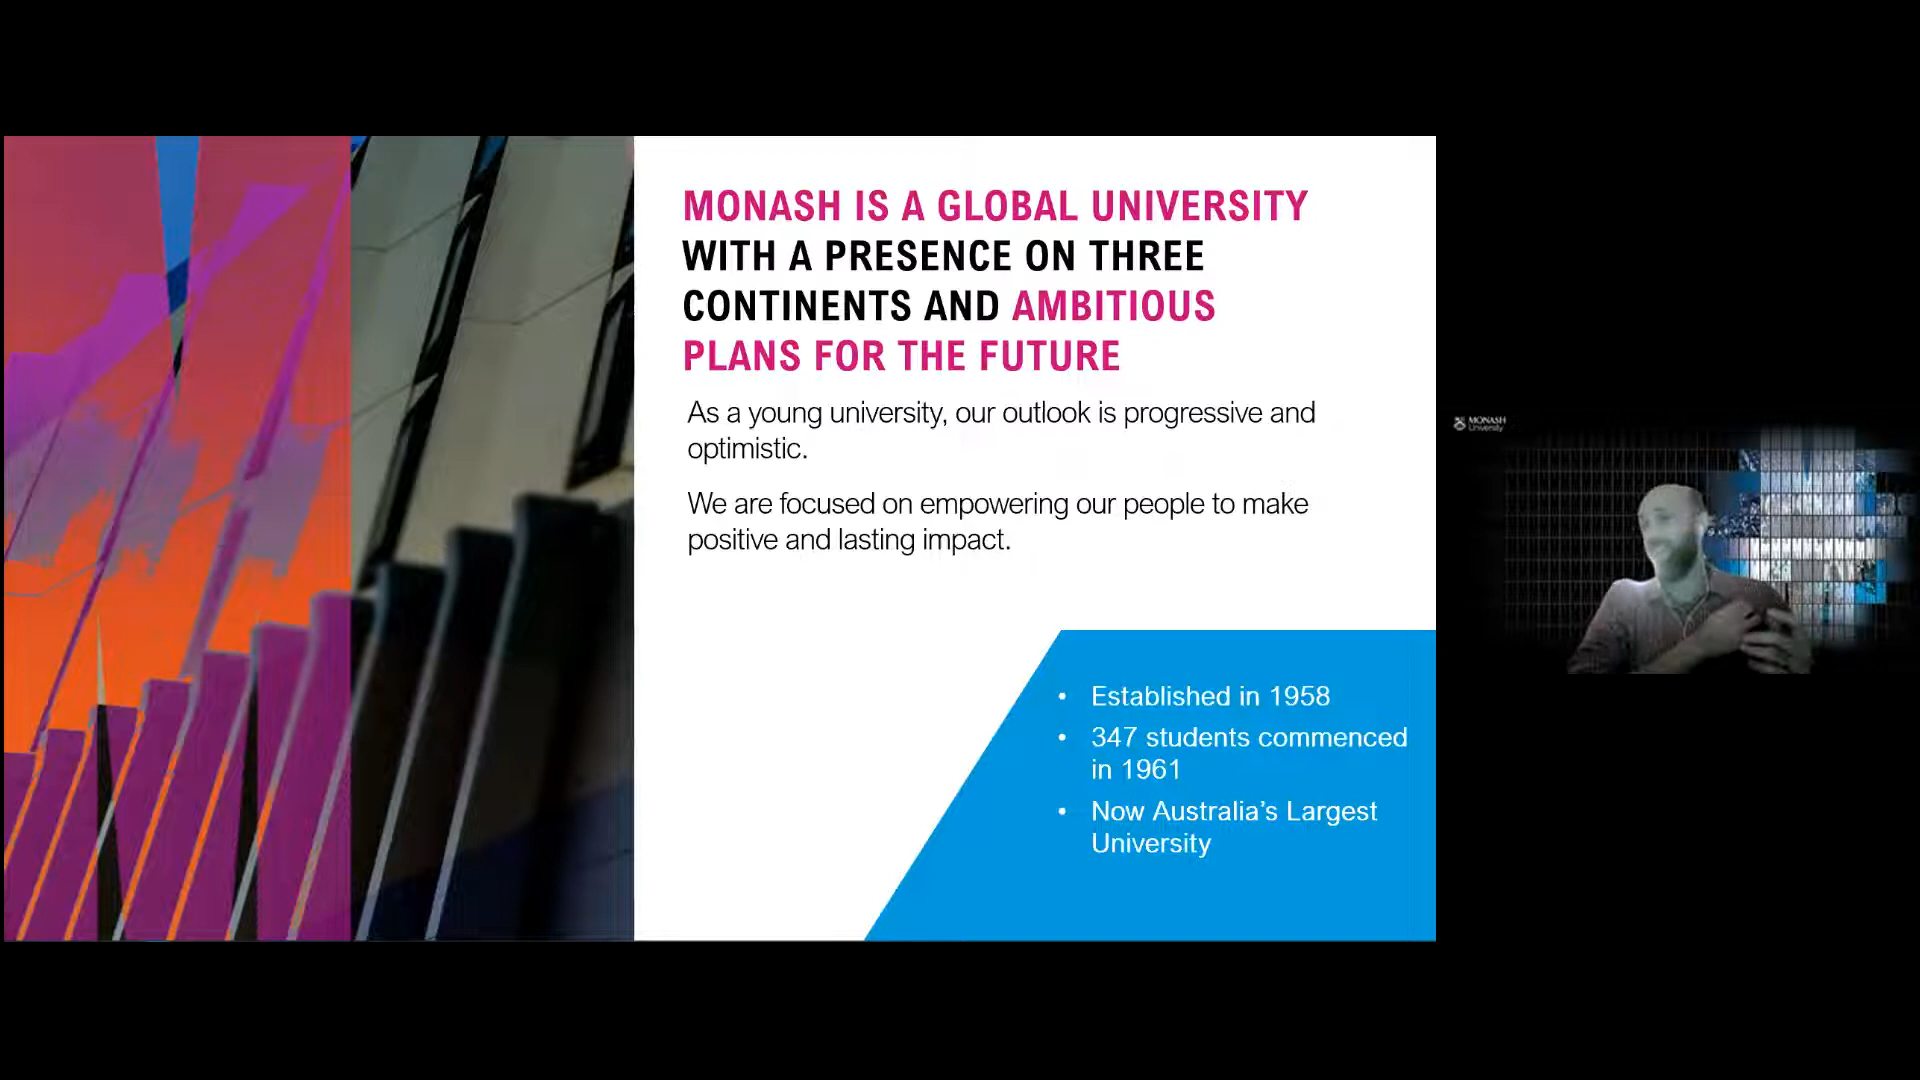 MONASH IS A GLOBAL UNIVERSITY
WITH A PRESENCE ON THREE
CONTINENTS AND AMBITIOUS
PLANS FOR THE FUTURE
As a young university, our outlook is progressive and
optimistic.
We are focused on empowering our people to make
positive and lasting impact.
• Established in 1958
• 347 students commenced
in 1961
• Now Australia’s Largest
University
MONASH
University